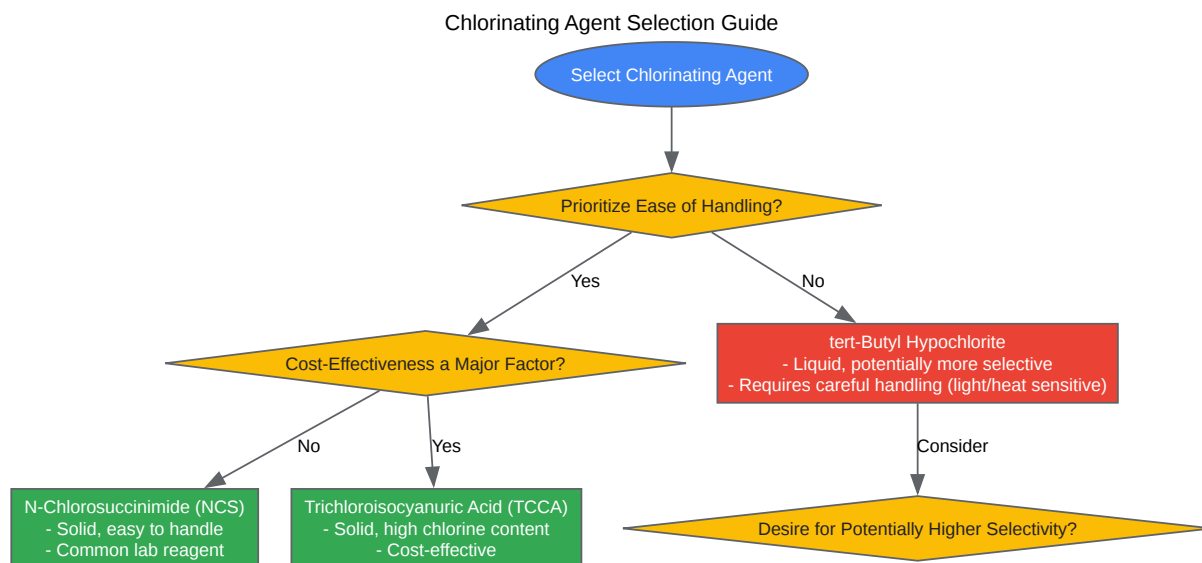 Chlorinating Agent Selection Guide
Select Chlorinating Agent
Prioritize Ease of Handling?
Yes
No
Cost-Effectiveness a Major Factor?
tert-Butyl Hypochlorite
- Liquid, potentially more selective
- Requires careful handling (light/heat sensitive)
No
Yes
Consider
N-Chlorosuccinimide (NCS)
- Solid, easy to handle
- Common lab reagent
Trichloroisocyanuric Acid (TCCA)
- Solid, high chlorine content
- Cost-effective
Desire for Potentially Higher Selectivity?